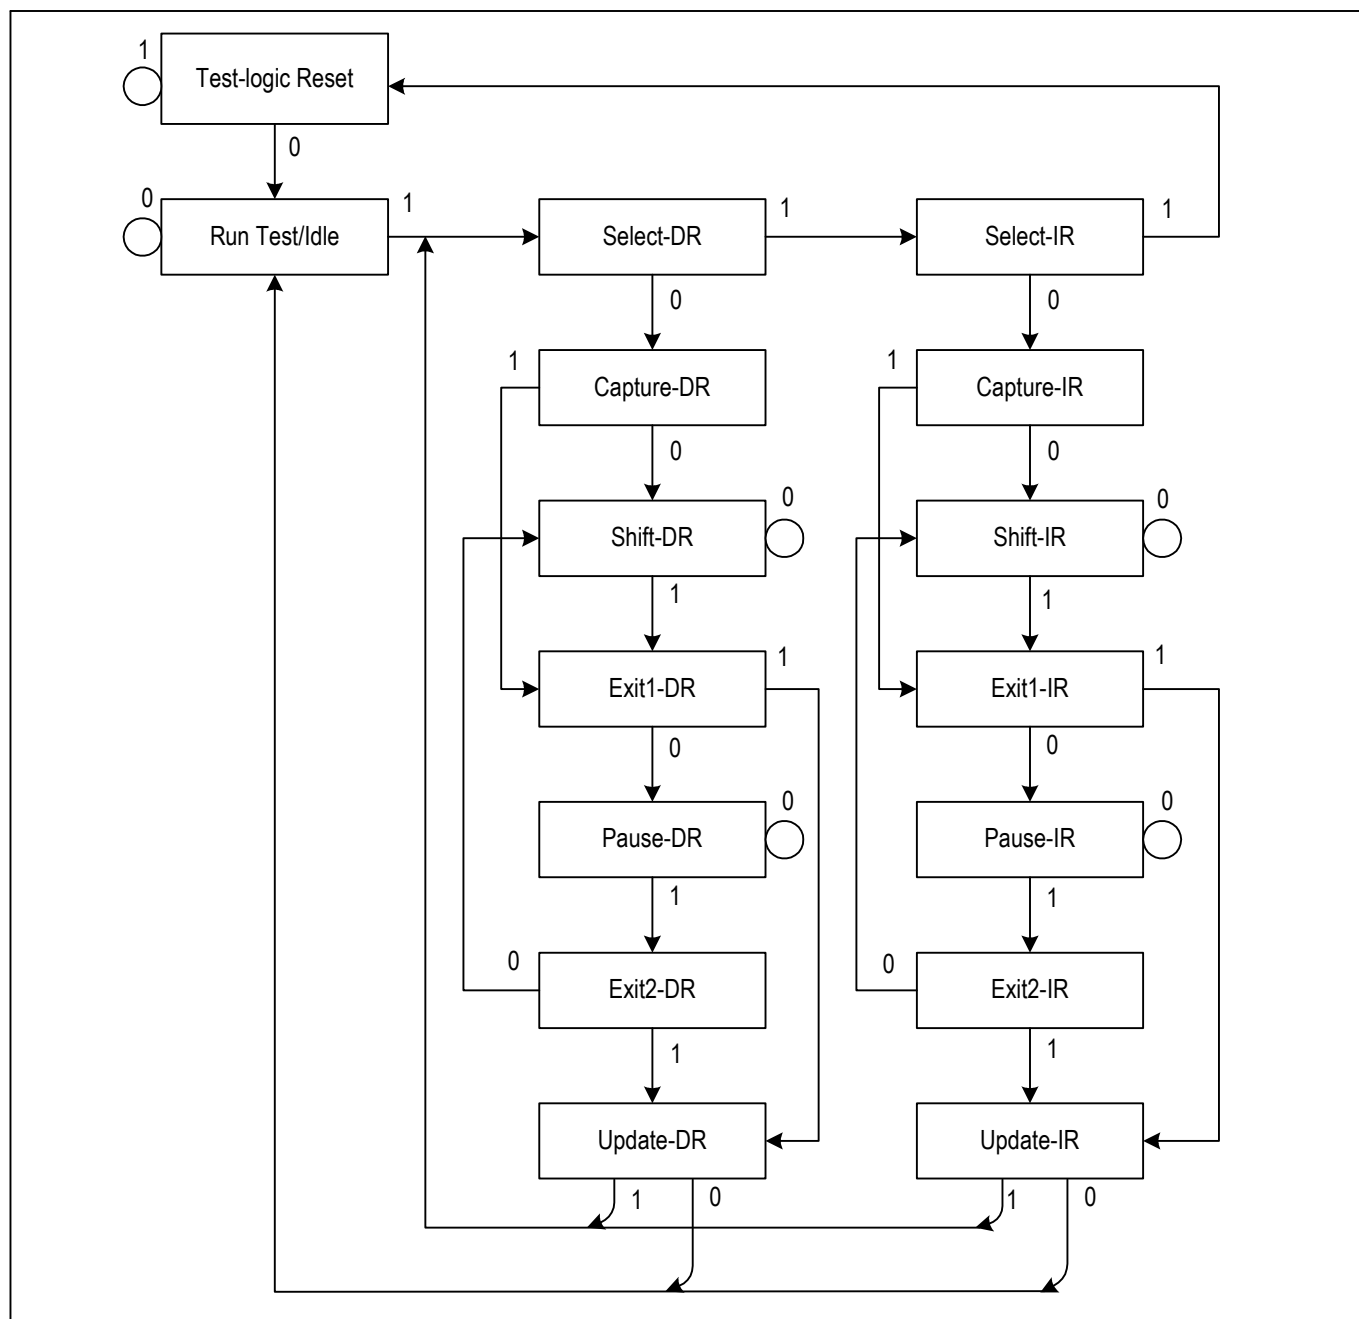 1
Test-logic Reset
0
0
Run Test/Idle
1
Select-DR
1
Select-IR
1
0
0
1
Capture-DR
1
Capture-IR
0
0
Shift-DR
0
Shift-IR
0
1
1
Exit1-DR
1
Exit1-IR
1
0
0
Pause-DR
0
Pause-IR
0
1
1
0
Exit2-DR
0
Exit2-IR
1
1
Update-DR
Update-IR
1
0
1
0